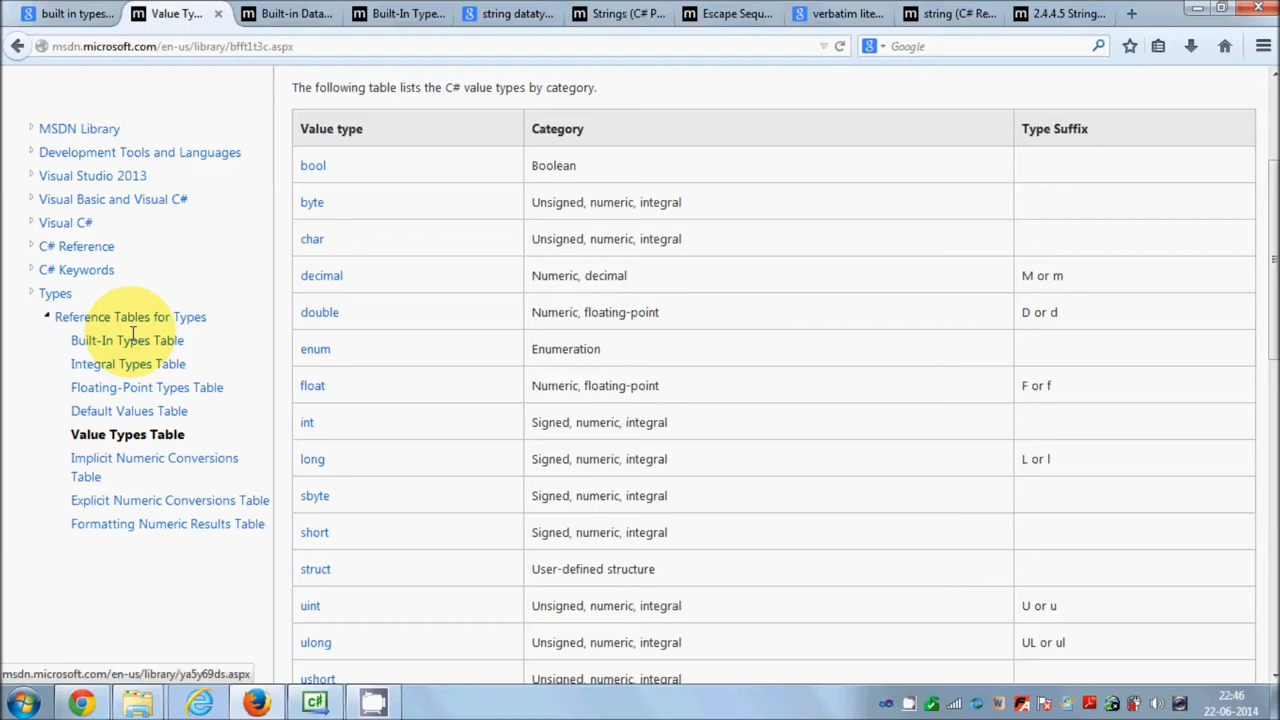 built in types...
Value Ty...
Built-in Data...
Built-In Type...
string dataty...
Strings (C# P...
Escape Sequ...
verbatim lite...
string (C# Re...
2.4.4.5 String...
msdn.microsoft.com/en-us/library/bfft1t3c.aspx
Google
The following table lists the C# value types by category.
MSDN Library
Development Tools and Languages
Visual Studio 2013
Visual Basic and Visual C#
Visual C#
C# Reference
C# Keywords
Types
Reference Tables for Types
Built-In Types Table
Integral Types Table
Floating-Point Types Table
Default Values Table
Value Types Table
Implicit Numeric Conversions
Table
Explicit Numeric Conversions Table
Formatting Numeric Results Table
Value type Category Type Suffix
bool Boolean
byte Unsigned, numeric, integral
char Unsigned, numeric, integral
decimal Numeric, decimal M or m
double Numeric, floating-point D or d
enum Enumeration
float Numeric, floating-point F or f
int Signed, numeric, integral
long Signed, numeric, integral L or l
sbyte Signed, numeric, integral
short Signed, numeric, integral
struct User-defined structure
uint Unsigned, numeric, integral U or u
ulong Unsigned, numeric, integral UL or ul
ushort Unsigned, numeric, integral
msdn.microsoft.com/en-us/library/ya5y69ds.aspx
22:46
22-06-2014